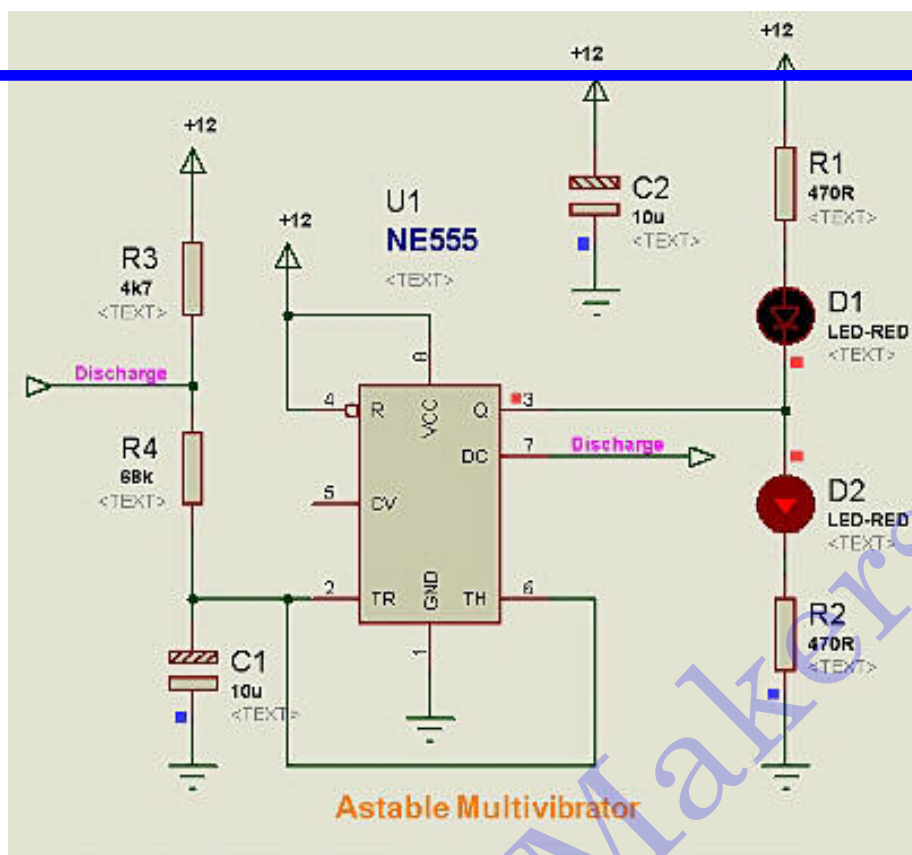 +12
+12
+12
R1
470R
<TEXT>
C2
10u
<TEXT>
U1
NE555
<TEXT>
+12
R3
4k7
<TEXT>
D1
LED-RED
<TEXT>
Discharge
8
4
R
VCC
Q
3
7
DC
Discharge
R4
68k
<TEXT>
5
CV
D2
LED-RED
<TEXT>
2
TR
GND
TH
6
R2
470R
<TEXT>
1
C1
10u
<TEXT>
Astable Multivibrator
Makers